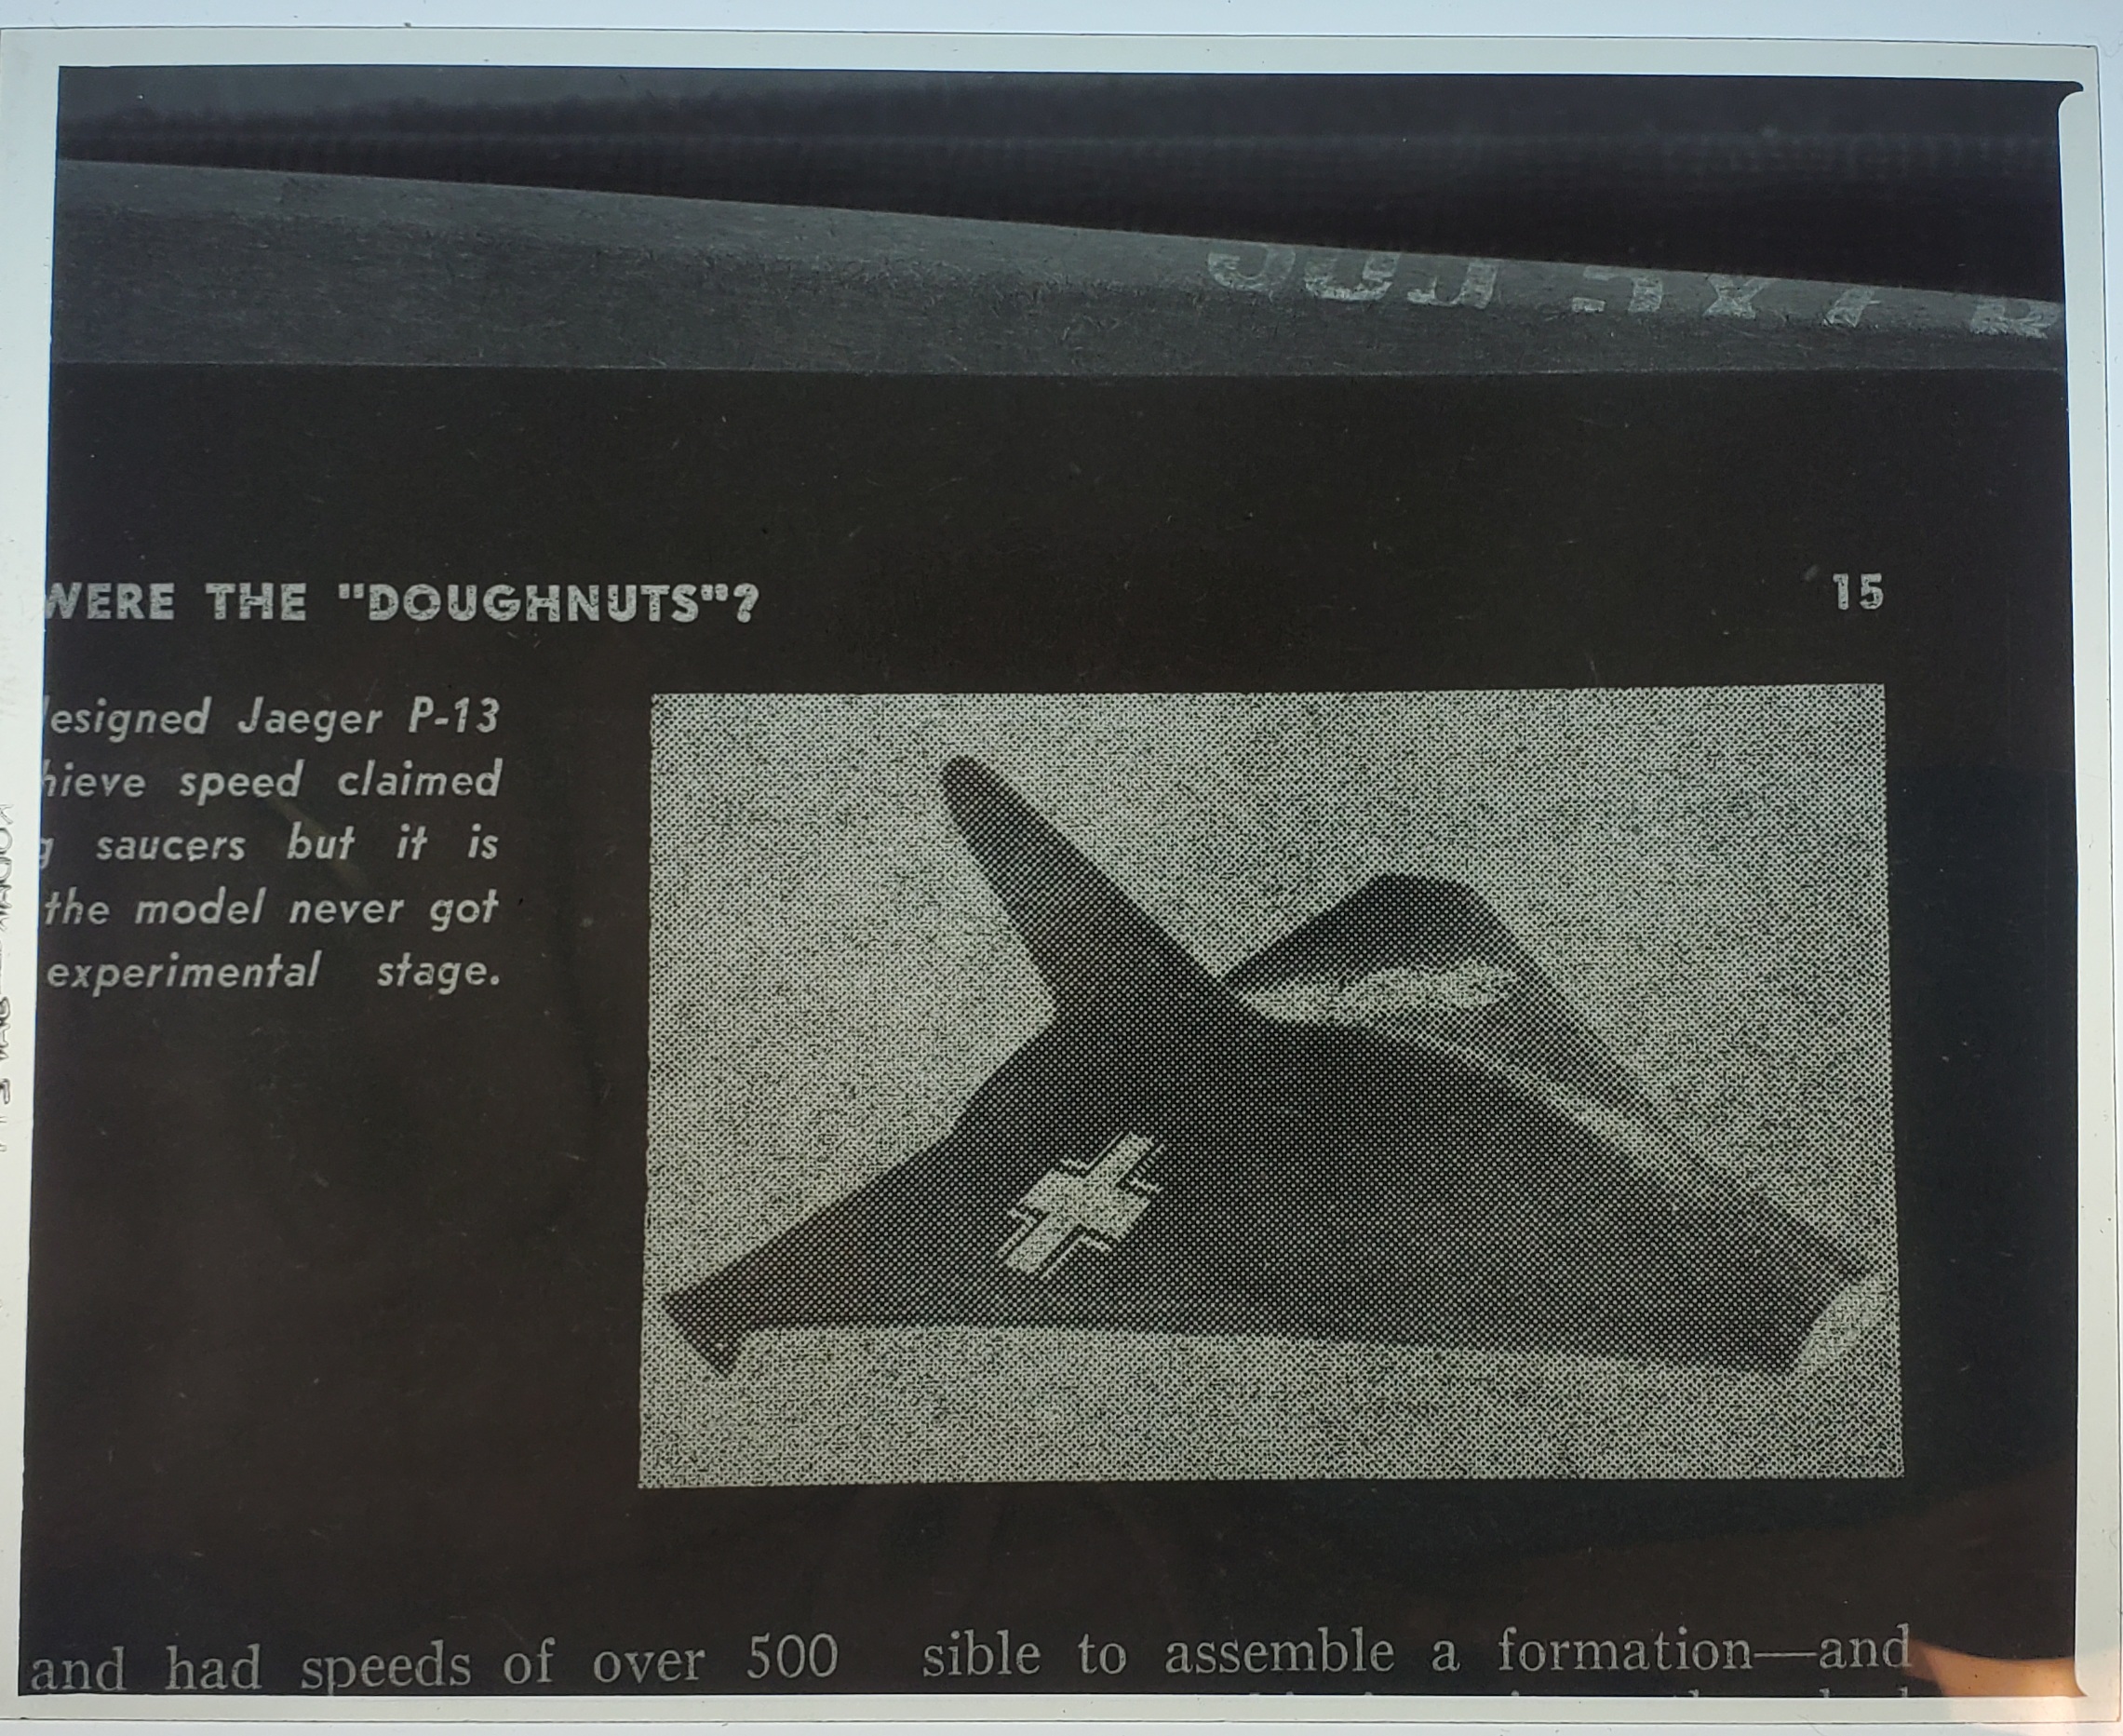 WERE THE "DOUGHNUTS"? 15
esigned Jaeger P-13
hieve speed claimed
g saucers but it is
the model never got
experimental stage.
and had speeds of over 500
sible to assemble a formation—and